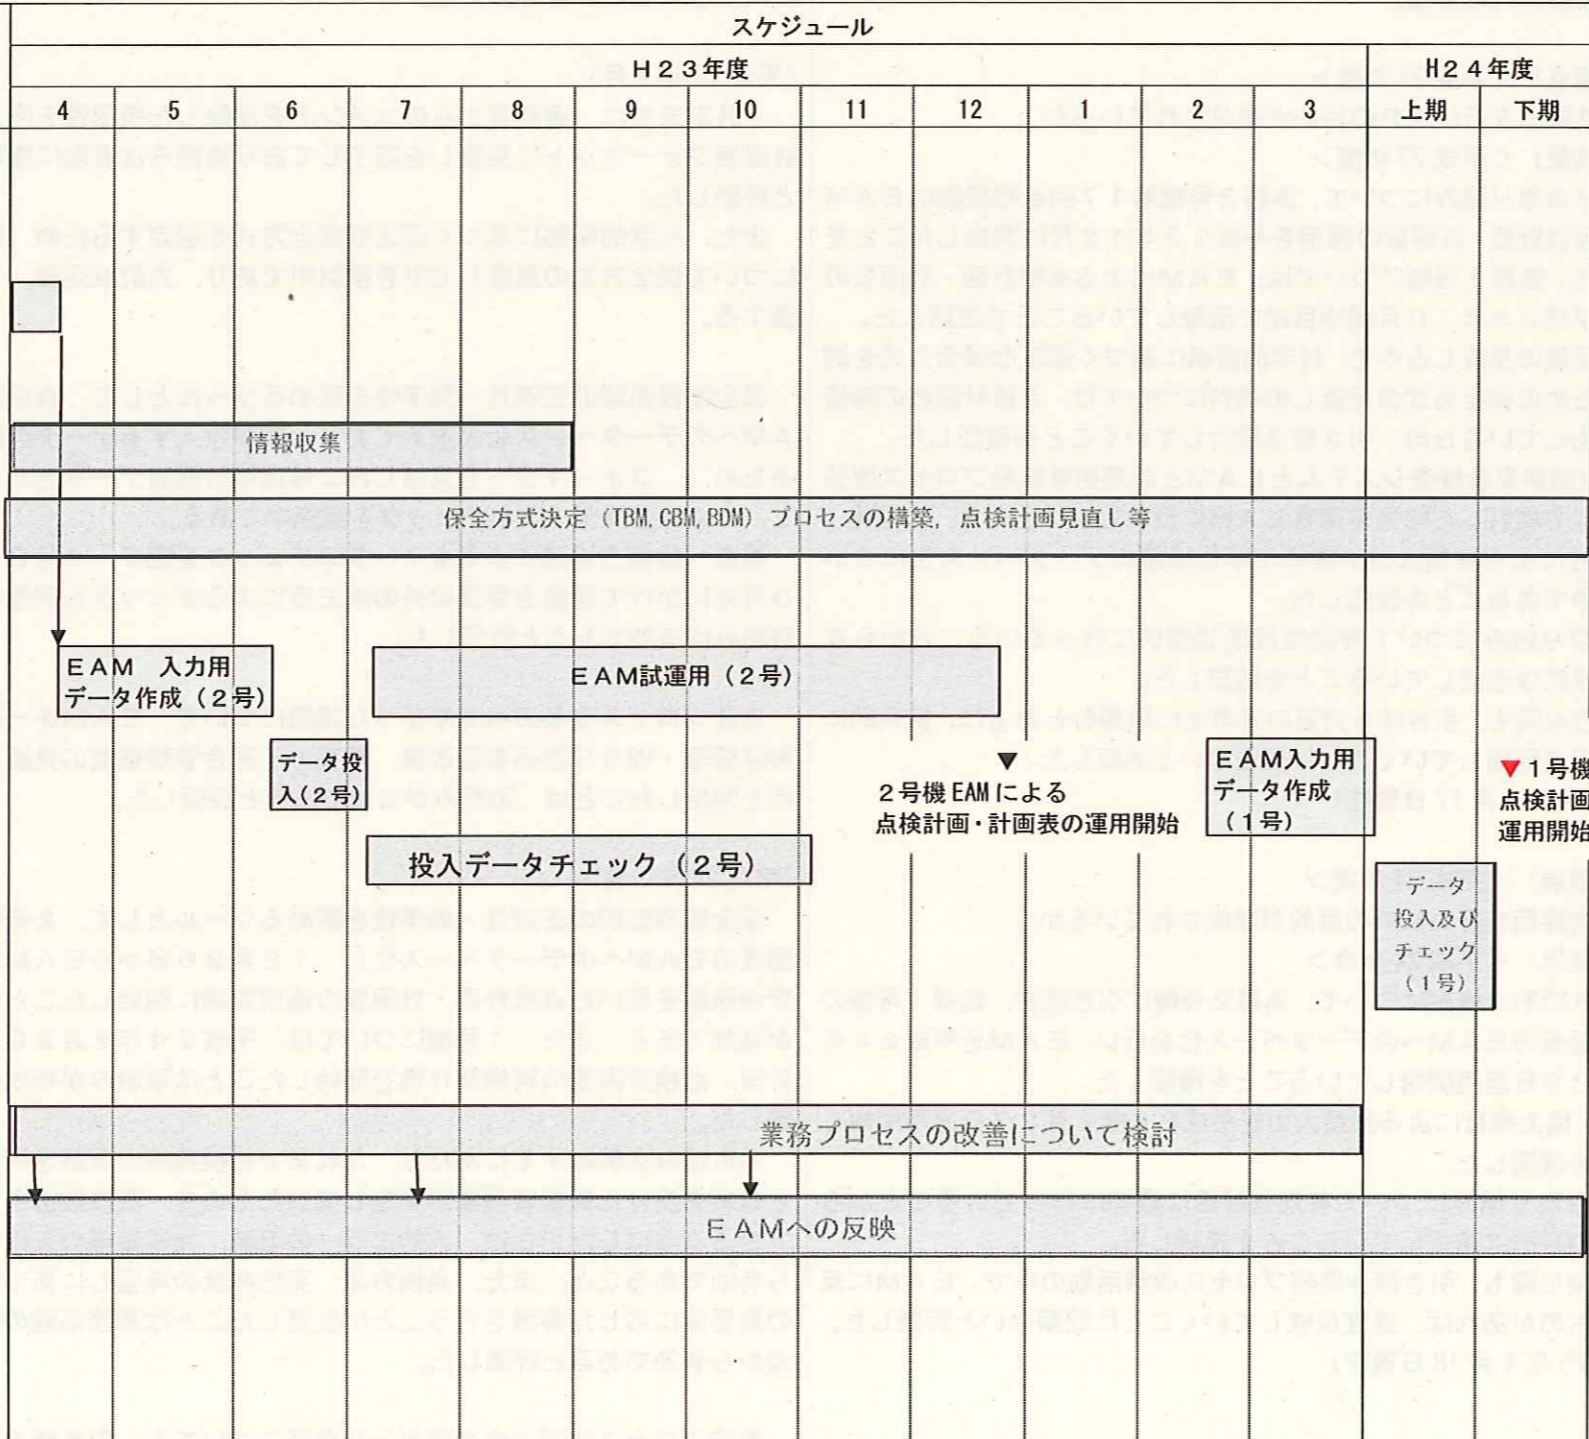 スケジュール
H23年度
H24年度
4 5 6 7 8 9 10 11 12 1 2 3 上期 下期
情報収集
保全方式決定（TBM, CBM, BDM）プロセスの構築，点検計画見直し等
EAM 入力用
データ作成（2号）
EAM試運用（2号）
データ投
入（2号）
2号機EAMによる
点検計画・計画表の運用開始
EAM入力用
データ作成
（1号）
1号機
点検計画
運用開始
投入データチェック（2号）
データ
投入及び
チェック
（1号）
業務プロセスの改善について検討
EAMへの反映